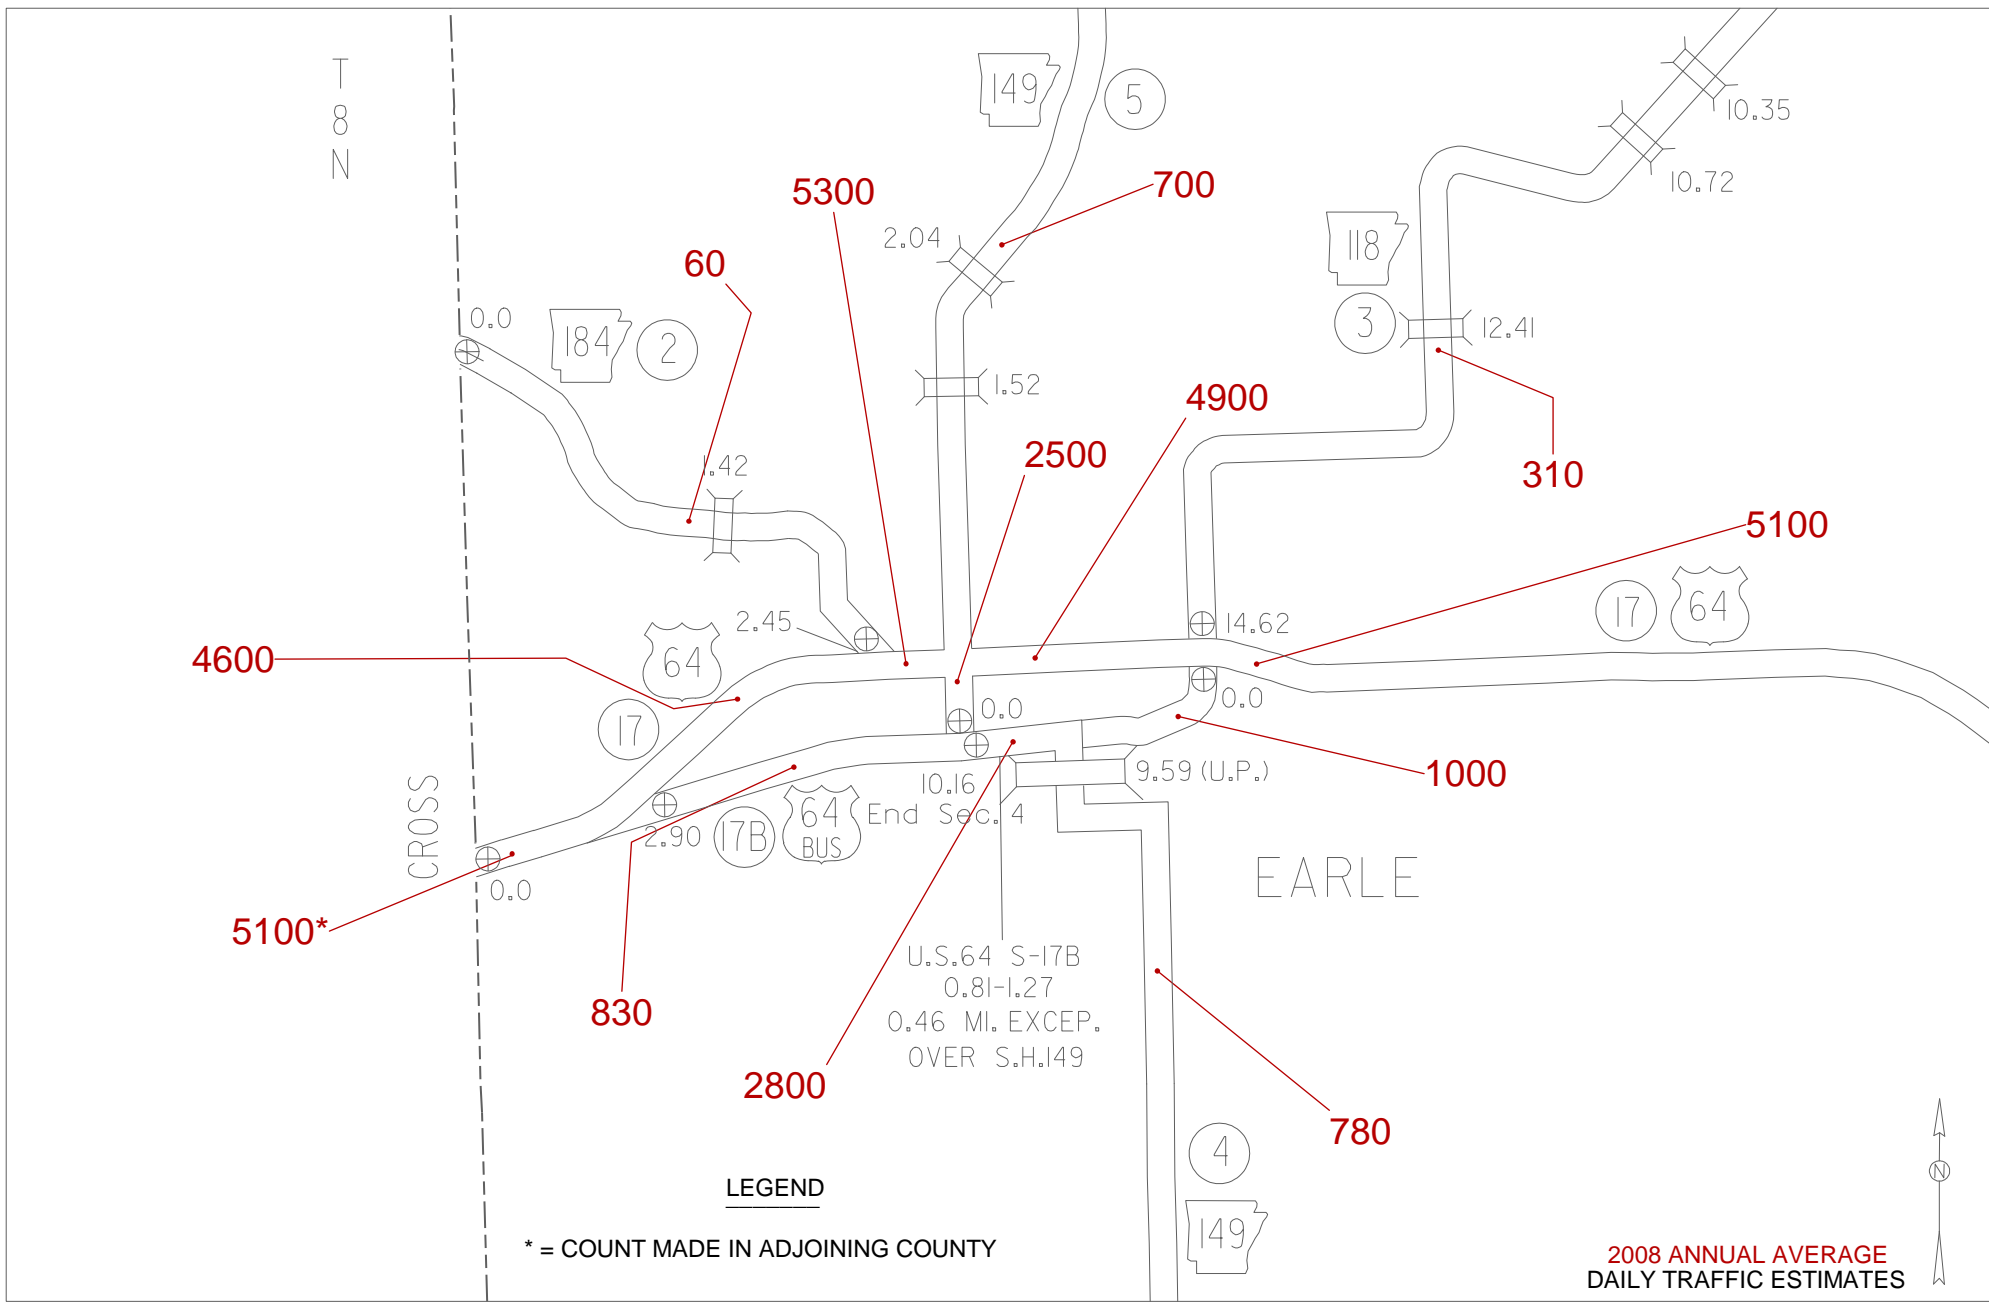 T
8
N
149
5
10.35
10.72
5300
700
2.04
118
60
3
12.41
0.0
184
2
1.52
4900
2500
1.42
310
5100
17
64
2.45
14.62
4600
64
17
0.0
0.0
CROSS
10.16
9.59 (U.P.)
1000
End Sec. 4
2.90
17B
64
BUS
EARLE
0.0
5100*
U.S.64 S-17B
0.81-1.27
0.46 MI. EXCEP.
OVER S.H.149
830
2800
780
4
149
LEGEND
* = COUNT MADE IN ADJOINING COUNTY
N
2008 ANNUAL AVERAGE
DAILY TRAFFIC ESTIMATES